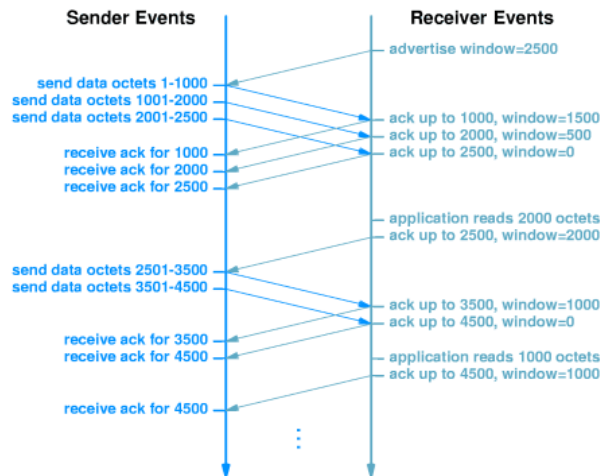 Sender Events
Receiver Events
advertise window=2500
send data octets 1-1000
send data octets 1001-2000
send data octets 2001-2500
ack up to 1000, window=1500
ack up to 2000, window=500
ack up to 2500, window=0
receive ack for 1000
receive ack for 2000
receive ack for 2500
application reads 2000 octets
ack up to 2500, window=2000
send data octets 2501-3500
send data octets 3501-4500
ack up to 3500, window=1000
ack up to 4500, window=0
receive ack for 3500
receive ack for 4500
application reads 1000 octets
ack up to 4500, window=1000
receive ack for 4500